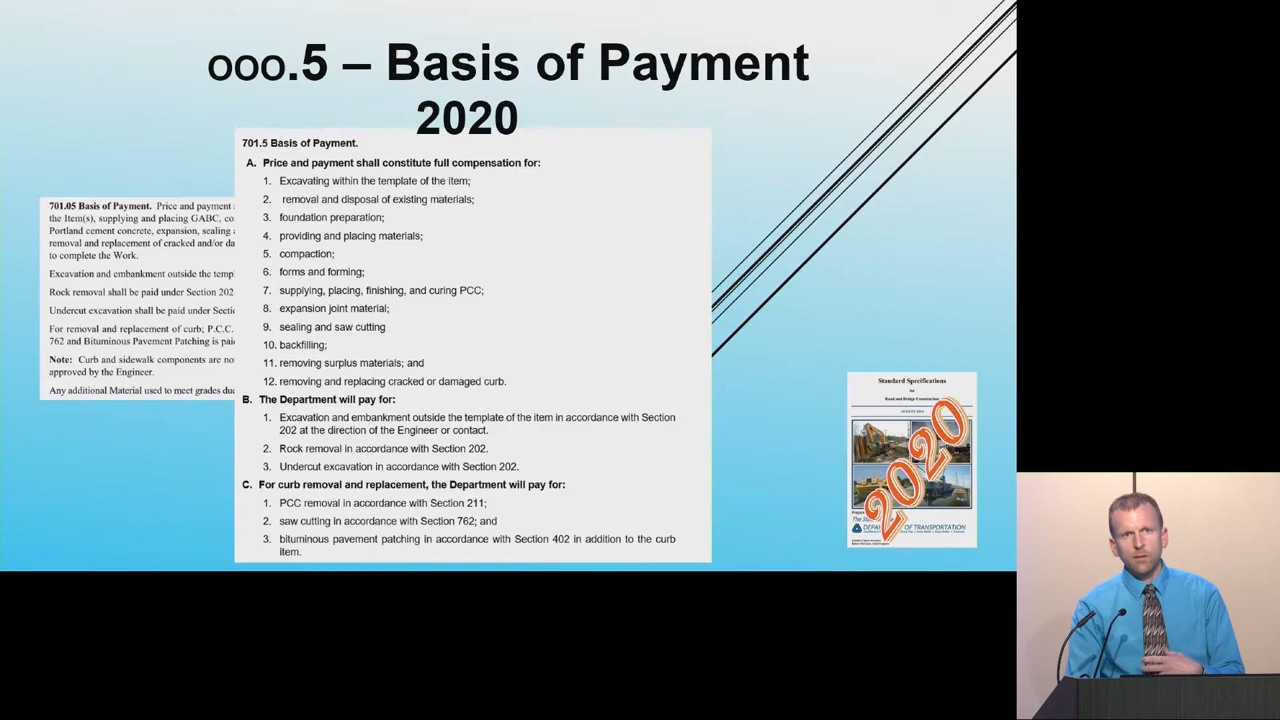 ooo.5 – Basis of Payment
2020
701.5 Basis of Payment.
A. Price and payment shall constitute full compensation for:
1. Excavating within the template of the item;
2. removal and disposal of existing materials;
3. foundation preparation;
4. providing and placing materials;
5. compaction;
6. forms and forming;
7. supplying, placing, finishing, and curing PCC;
8. expansion joint material;
9. sealing and saw cutting
10. backfilling;
11. removing surplus materials; and
12. removing and replacing cracked or damaged curb.
B. The Department will pay for:
1. Excavation and embankment outside the template of the item in accordance with Section
202 at the direction of the Engineer or contact.
2. Rock removal in accordance with Section 202.
3. Undercut excavation in accordance with Section 202.
C. For curb removal and replacement, the Department will pay for:
1. PCC removal in accordance with Section 211;
2. saw cutting in accordance with Section 762; and
3. bituminous pavement patching in accordance with Section 402 in addition to the curb
item.
701.05 Basis of Payment. Price and payment
the Item(s), supplying and placing GABC, co
Portland cement concrete, expansion, sealing
removal and replacement of cracked and/or da
to complete the Work.
Excavation and embankment outside the templ
Rock removal shall be paid under Section 202
Undercut excavation shall be paid under Secti
For removal and replacement of curb; P.C.C.
762 and Bituminous Pavement Patching is paid
Note: Curb and sidewalk components are no
approved by the Engineer.
Any additional Material used to meet grades due
Standard Specifications
for
Road and Bridge Construction
2020
OF TRANSPORTATION